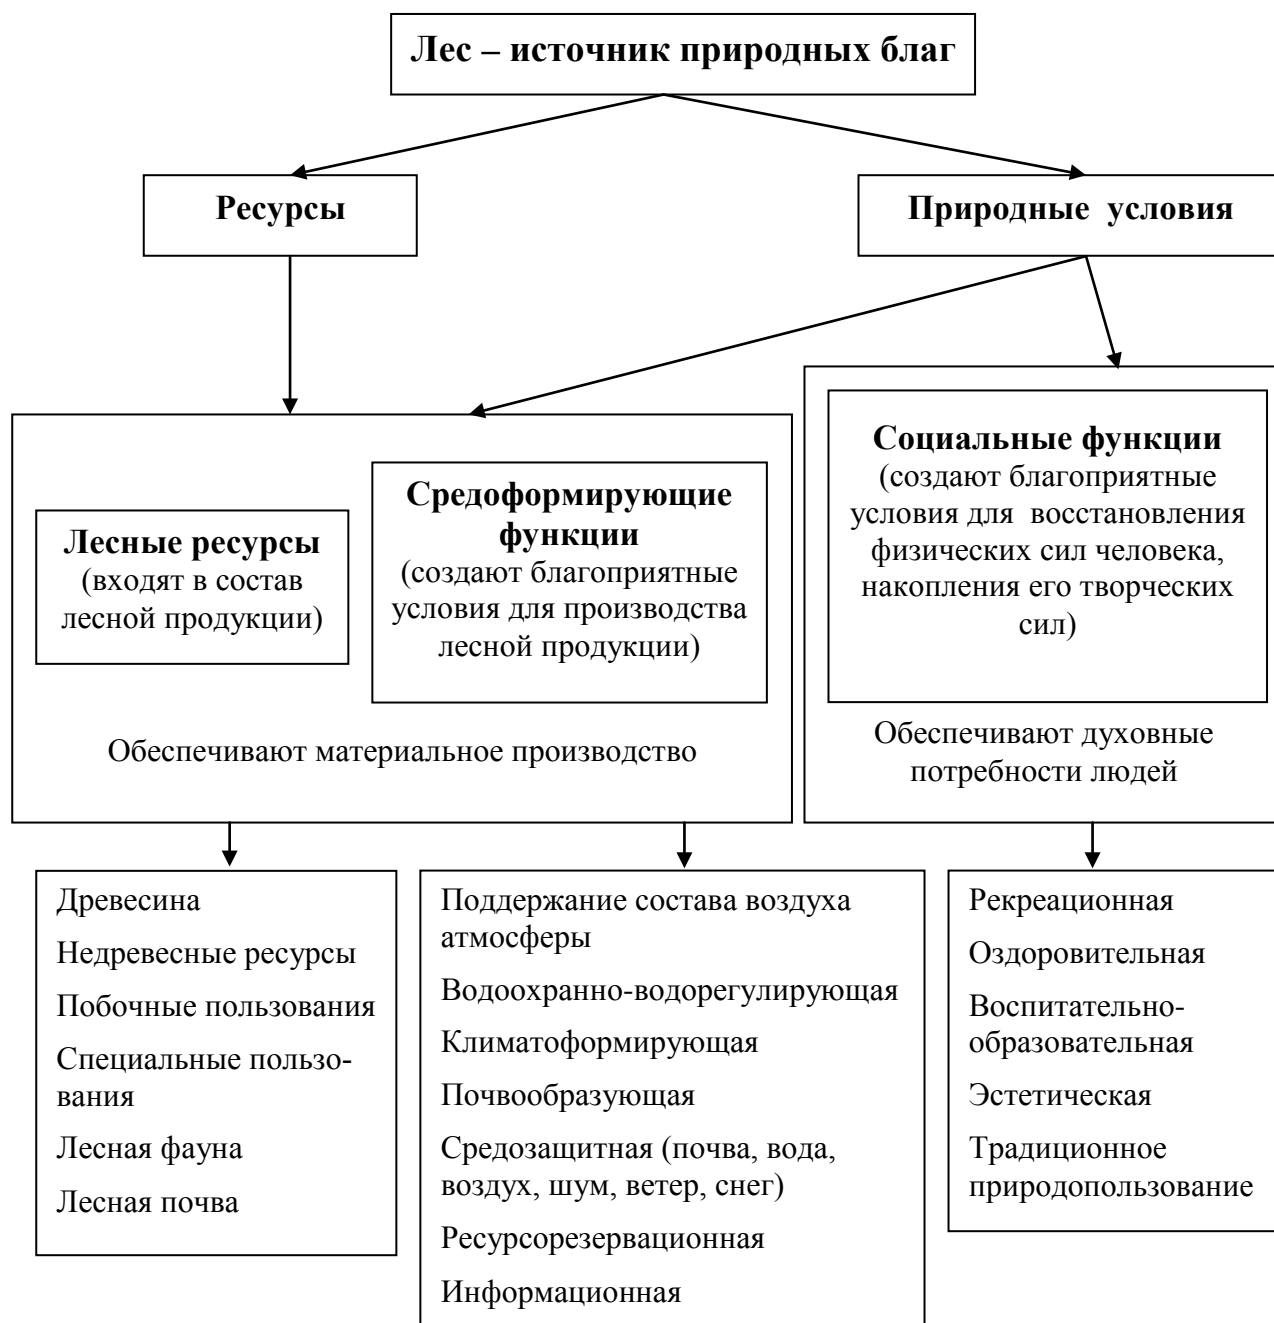 Лес – источник природных благ
Ресурсы
Природные условия
Лесные ресурсы
(входят в состав
лесной продукции)
Средоформирующие
функции
(создают благоприятные
условия для производства
лесной продукции)
Обеспечивают материальное производство
Социальные функции
(создают благоприятные
условия для восстановления
физических сил человека,
накопления его творческих
сил)
Обеспечивают духовные
потребности людей
Древесина
Недревесные ресурсы
Побочные пользования
Специальные пользо-
вания
Лесная фауна
Лесная почва
Поддержание состава воздуха
атмосферы
Водоохранно-водорегулирующая
Климатоформирующая
Почвообразующая
Средозащитная (почва, вода,
воздух, шум, ветер, снег)
Ресурсорезервационная
Информационная
Рекреационная
Оздоровительная
Воспитательно-
образовательная
Эстетическая
Традиционное
природопользование